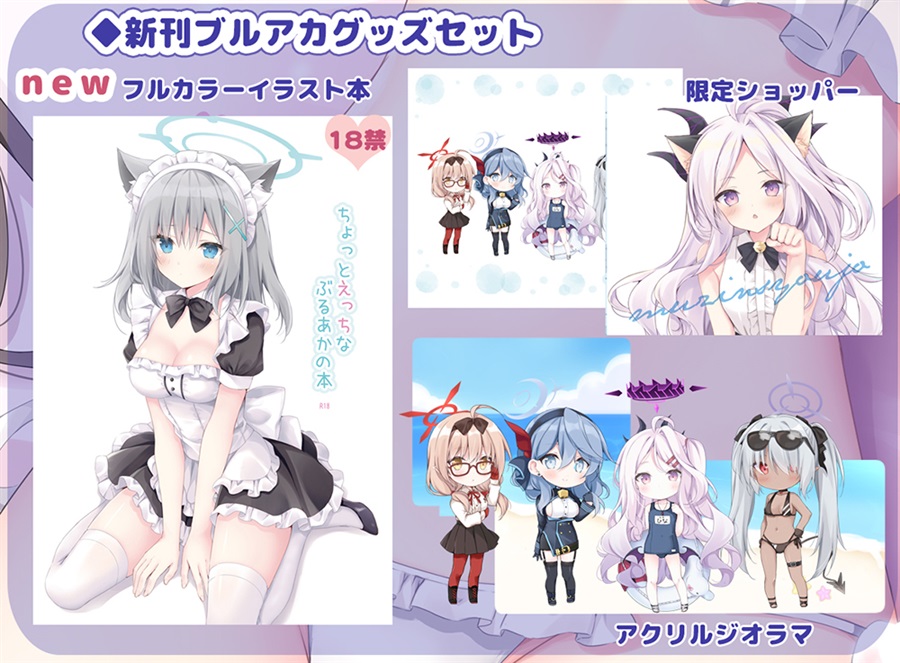 ◆新刊ブルアカグッズセット
new フルカラーイラスト本
18禁
ちょっとえっちな
ぶるあかの本
R18
限定ショッパー
murinyoujo
アクリルジオラマ